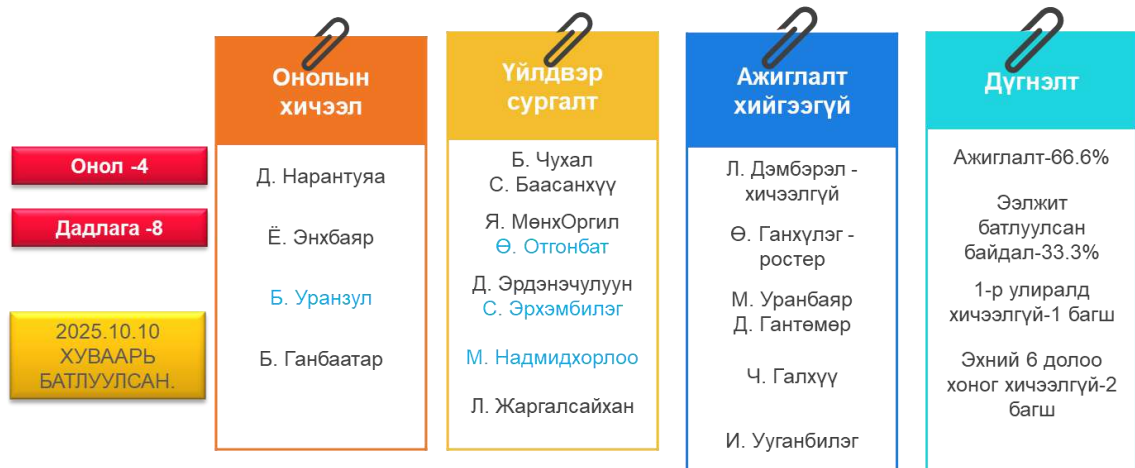 Онол -4
Дадлага -8
2025.10.10
ХУВААРЬ
БАТЛУУЛСАН.
Онолын
хичээл
Д. Нарантуяа
Ё. Энхбаяр
Б. Уранзул
Б. Ганбаатар
Үйлдвэр
сургалт
Б. Чухал
С. Баасанхүү
Я. МөнхОргил
Ө. Отгонбат
Д. Эрдэнэчулуун
С. Эрхэмбилэг
М. Надмидхорлоо
Л. Жаргалсайхан
Ажиглалт
хийгээгүй
Л. Дэмбэрэл -
хичээлгүй
Ө. Ганхүлэг -
ростер
М. Уранбаяр
Д. Гантөмөр
Ч. Галхүү
И. Ууганбилэг
Дүгнэлт
Ажиглалт-66.6%
Ээлжит
батлуулсан
байдал-33.3%
1-р улиралд
хичээлгүй-1 багш
Эхний 6 долоо
хоног хичээлгүй-2
багш